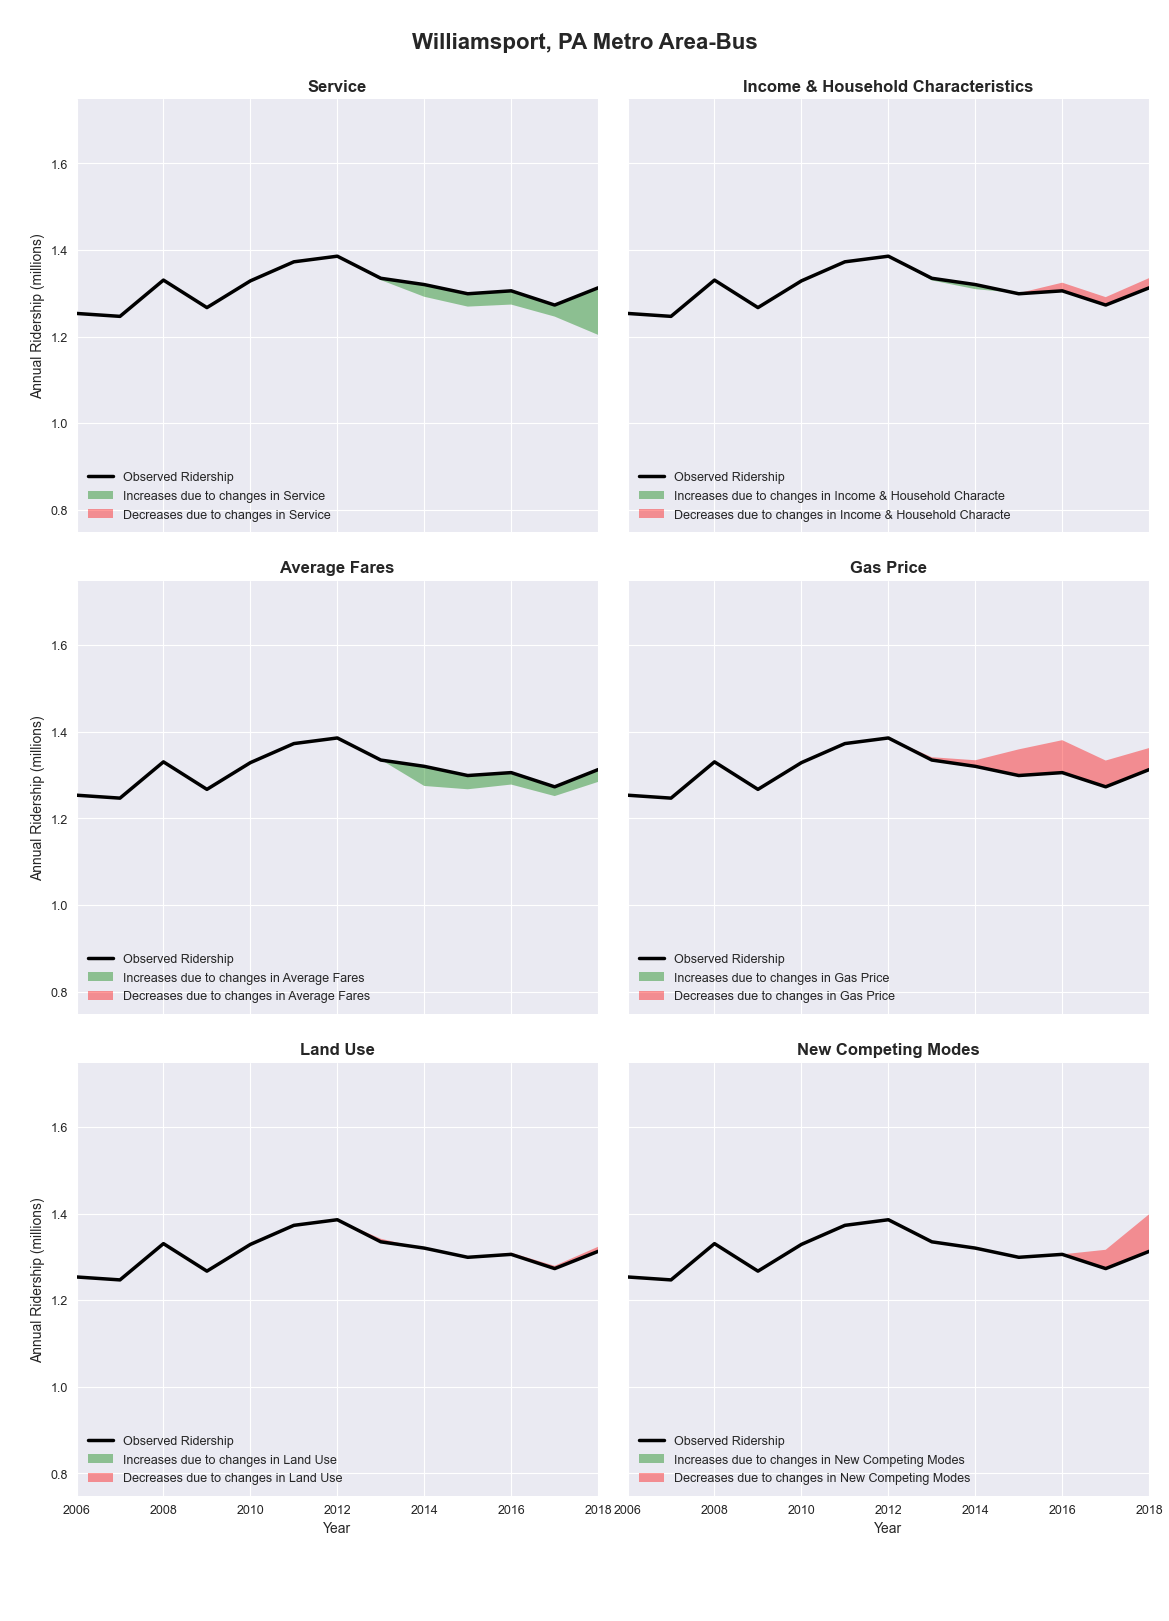 Williamsport, PA Metro Area-Bus
Service
Income & Household Characteristics
1.6
1.4
1.2
1.0
0.8
Annual Ridership (millions)
Observed Ridership
Increases due to changes in Service
Decreases due to changes in Service
Observed Ridership
Increases due to changes in Income & Household Characte
Decreases due to changes in Income & Household Characte
Average Fares
Gas Price
1.6
1.4
1.2
1.0
0.8
Annual Ridership (millions)
Observed Ridership
Increases due to changes in Average Fares
Decreases due to changes in Average Fares
Observed Ridership
Increases due to changes in Gas Price
Decreases due to changes in Gas Price
Land Use
New Competing Modes
1.6
1.4
1.2
1.0
0.8
Annual Ridership (millions)
Observed Ridership
Increases due to changes in Land Use
Decreases due to changes in Land Use
Observed Ridership
Increases due to changes in New Competing Modes
Decreases due to changes in New Competing Modes
2006 2008 2010 2012 2014 2016 2018
2006 2008 2010 2012 2014 2016 2018
Year
Year